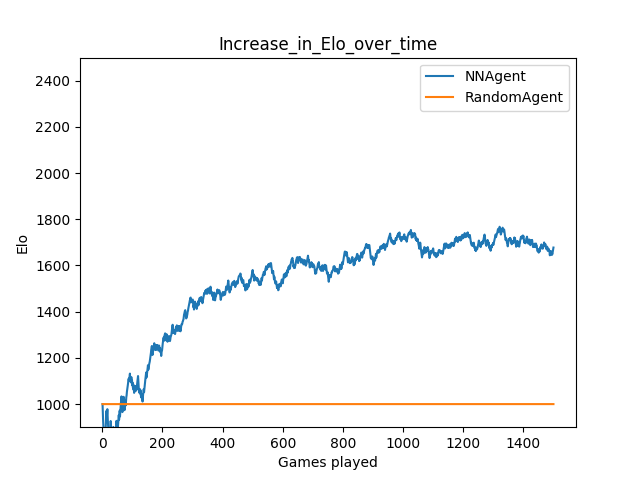 Increase_in_Elo_over_time
NNAgent
RandomAgent
2400
2200
2000
1800
1600
1400
1200
1000
Elo
0 200 400 600 800 1000 1200 1400
Games played